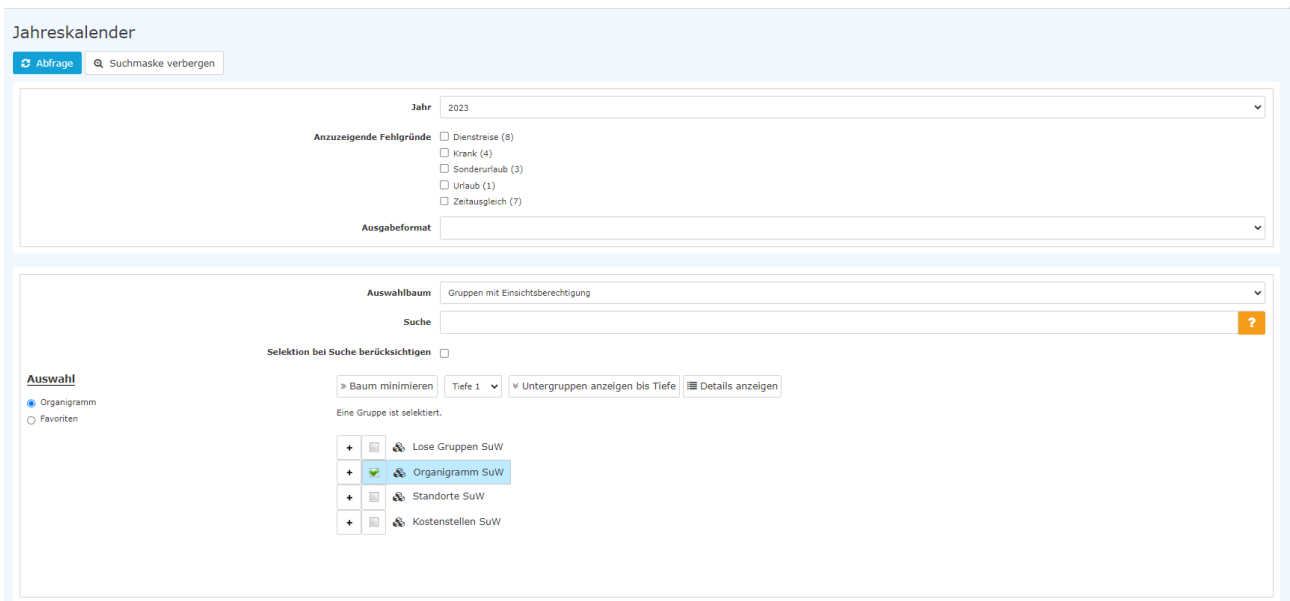 Jahreskalender
Abfrage Suchmaske verbergen
Jahr 2023
Anzuzeigende Fehlgründe Dienstreise (8)
Krank (4)
Sonderurlaub (3)
Urlaub (1)
Zeitausgleich (7)
Ausgabeformat
Auswahlbaum Gruppen mit Einsichtsberechtigung
Suche ?
Selektion bei Suche berücksichtigen
Auswahl
Organigramm
Favoriten
» Baum minimieren Tiefe 1 Untergruppen anzeigen bis Tiefe Details anzeigen
Eine Gruppe ist selektiert.
+ Lose Gruppen SuW
+ Organigramm SuW
+ Standorte SuW
+ Kostenstellen SuW